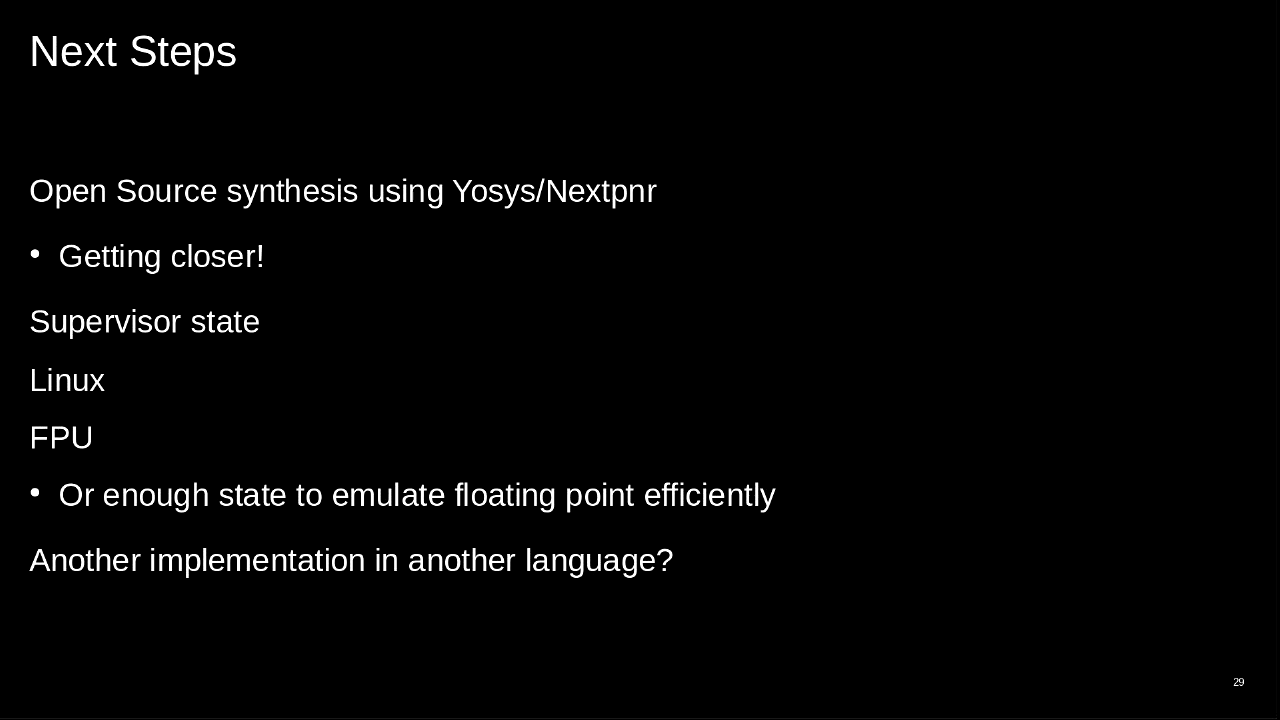 Next Steps
Open Source synthesis using Yosys/Nextpnr
• Getting closer!
Supervisor state
Linux
FPU
• Or enough state to emulate floating point efficiently
Another implementation in another language?
29